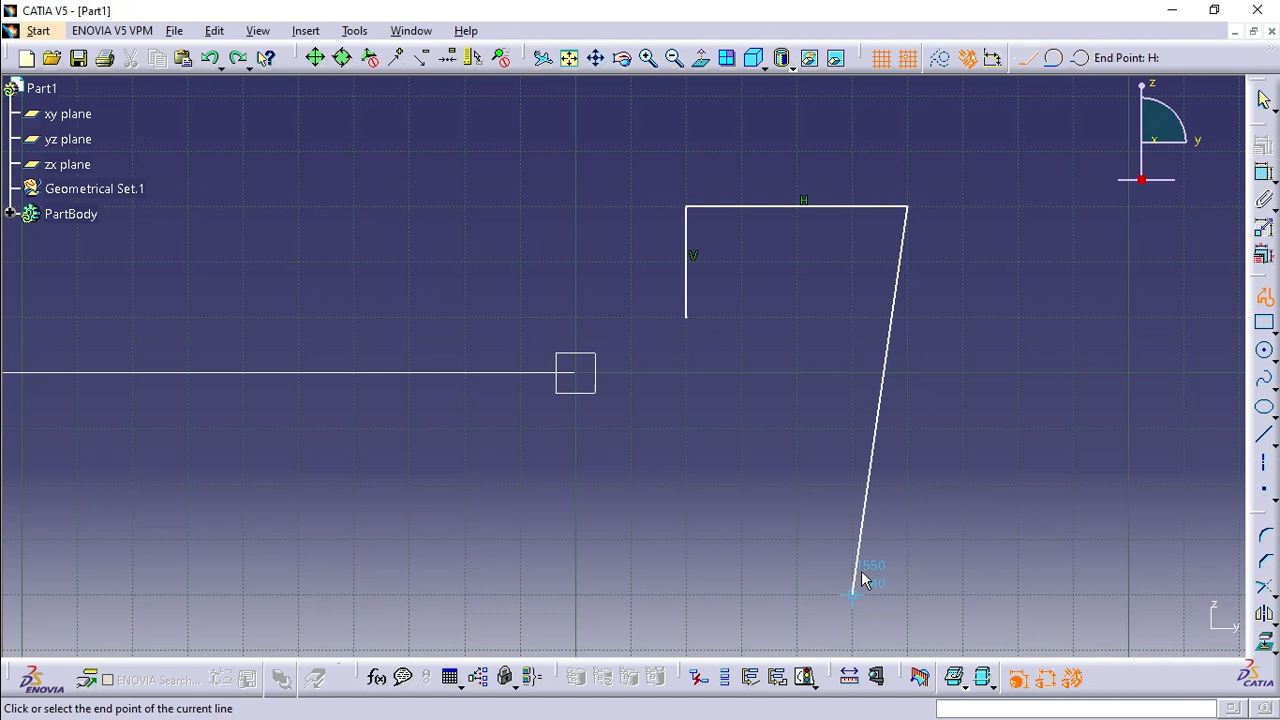 CATIA V5 - [Part1]
Start ENOVIA V5 VPM File Edit View Insert Tools Window Help
End Point: H:
Part1
xy plane
yz plane
zx plane
Geometrical Set.1
PartBody
z
x y
H
V
550
40
z
y
ENOVIA
ENOVIA Search...
f(x)
CATIA
Click or select the end point of the current line